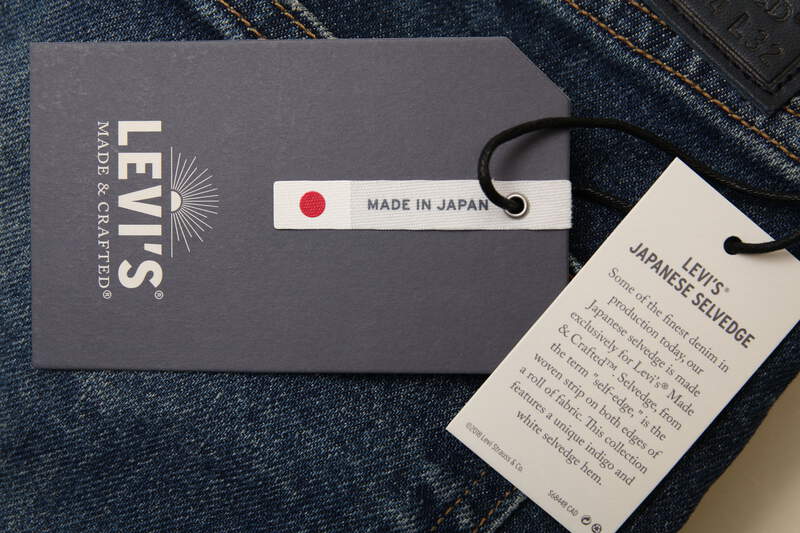 LEVI'S®
MADE & CRAFTED®
MADE IN JAPAN
LEVI'S®
JAPANESE SELVEDGE
Some of the finest denim in
production today, our
Japanese selvedge is made
exclusively for Levi's® Made
& Crafted™. Selvedge, from
the term "self-edge," is the
woven strip on both edges of
a roll of fabric. This collection
features a unique indigo and
white selvedge hem.
©2018 Levi Strauss & Co.
S68448 CAD
L32